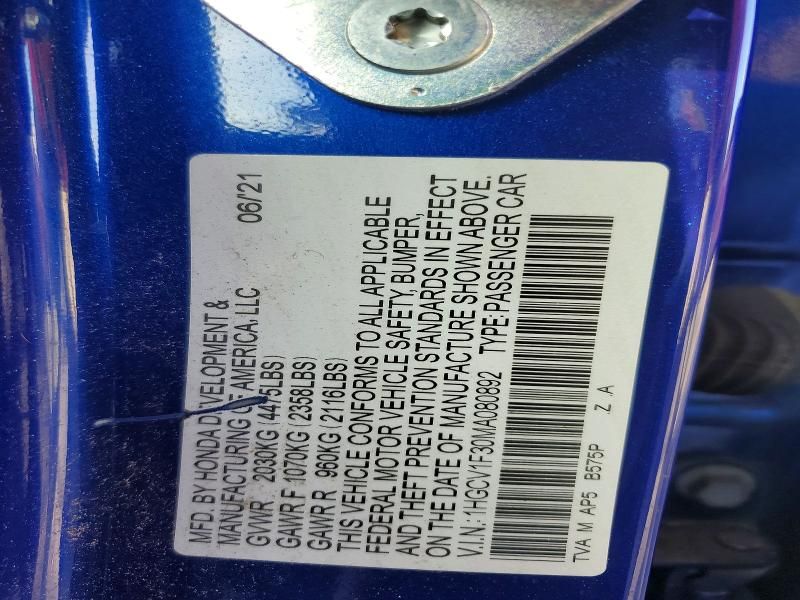 MFD. BY HONDA DEVELOPMENT &
MANUFACTURING OF AMERICA, LLC 06/'21
GVWR 2030KG (4475LBS)
GAWR F 1070KG (2358LBS)
GAWR R 960KG (2116LBS)
THIS VEHICLE CONFORMS TO ALL APPLICABLE
FEDERAL MOTOR VEHICLE SAFETY, BUMPER,
AND THEFT PREVENTION STANDARDS IN EFFECT
ON THE DATE OF MANUFACTURE SHOWN ABOVE.
V.I.N.:1HGCV1F30MA080892 TYPE:PASSENGER CAR
TVA M AP5 B575P Z A